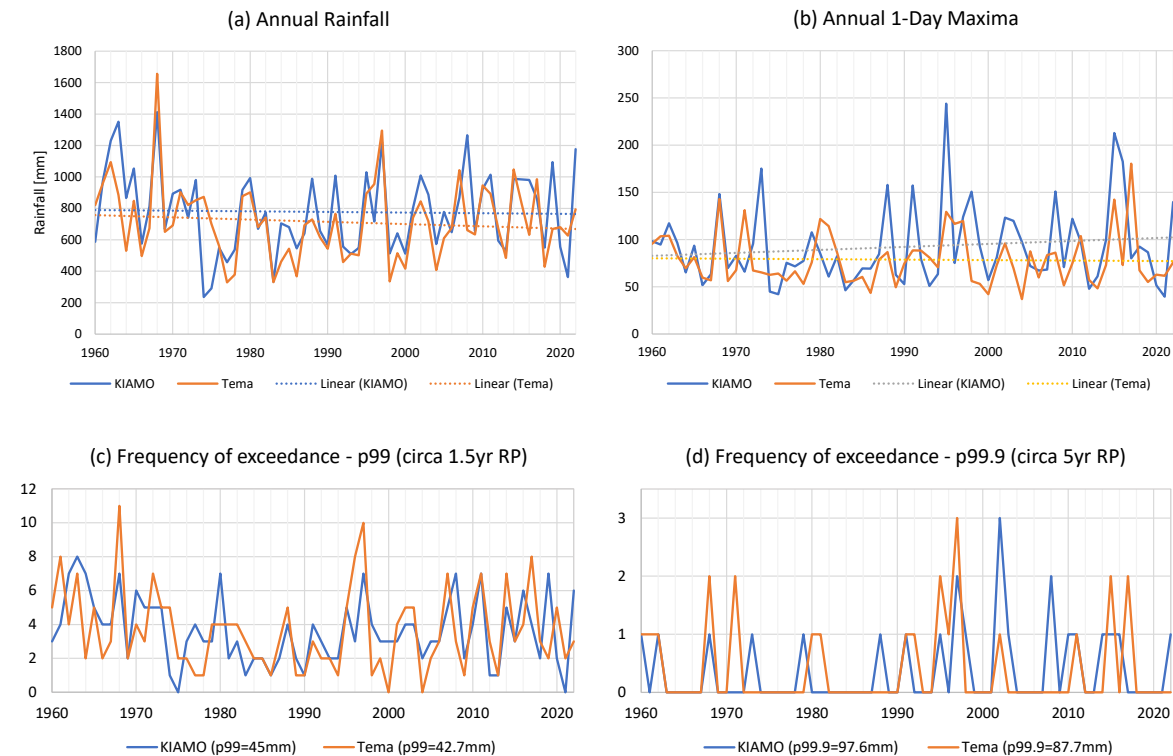 (a) Annual Rainfall
Rainfall [mm]
1800
1600
1400
1200
1000
800
600
400
200
0
1960 1970 1980 1990 2000 2010 2020
KIAMO Tema Linear (KIAMO) Linear (Tema)
(b) Annual 1-Day Maxima
300
250
200
150
100
50
0
1960 1970 1980 1990 2000 2010 2020
KIAMO Tema Linear (KIAMO) Linear (Tema)
(c) Frequency of exceedance - p99 (circa 1.5yr RP)
12
10
8
6
4
2
0
1960 1970 1980 1990 2000 2010 2020
KIAMO (p99=45mm) Tema (p99=42.7mm)
(d) Frequency of exceedance - p99.9 (circa 5yr RP)
3
2
1
0
1960 1970 1980 1990 2000 2010 2020
KIAMO (p99.9=97.6mm) Tema (p99.9=87.7mm)